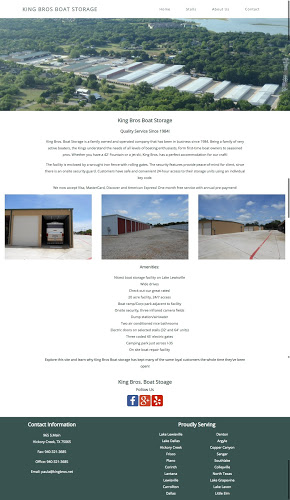 KING BROS BOAT STORAGE
Home
Stalls
About Us
Contact
King Bros Boat Storage
Quality Service Since 1984!
King Bros. Boat Storage is a family owned and operated company that has been in business since 1984. Being a family of very
active boaters, the Kings understand the needs of all levels of boating enthusiasts. From first time boat owners to seasoned
pros. Whether you have a 42' Fountain or a jet ski, King Bros. has a perfect accommodation for our craft.
The facility is enclosed by a wrought iron fence with rolling gates. The security features provide peace of mind for client, since
there is an onsite security guard. Customers have safe and convenient 24 hour access to their storage units using an individual
key code.
We now accept Visa, MasterCard, Discover and American Express! One month free service with annual pre-payment!
Amenities:
Nicest boat storage facility on Lake Lewisville
Wide drives
Check out our great rates!
20 acre facility, 24/7 access
Boat ramp/Corp park adjacent to facility
Onsite security, three infrared camera fields
Dump station/airvessel
Two air conditioned nice bathrooms
Electric doors on selected stalls (50' & 64' units)
Three coded 40' electric gates
Camping park just across I-35
On site boat repair facility
Explore this site and learn why King Bros Boat storage has kept many of the same loyal customers the whole time they've been
open!
King Bros. Boat Stoage
Follow Us
Contact Information
965 S.Main
Hickory Creek, TX 75065
Fax: 940.321.3685
Office: 940.321.3685
Email: paula@kingbros.net
Proudly Serving
Lake Lewisville
Lake Dallas
Hickory Creek
Frisco
Plano
Corinth
Lantana
Lewisville
Carrollton
Dallas
Denton
Argyle
Copper Canyon
Sanger
Southlake
Colleyville
North Texas
Lake Grapevine
Lake Lavon
Little Elm